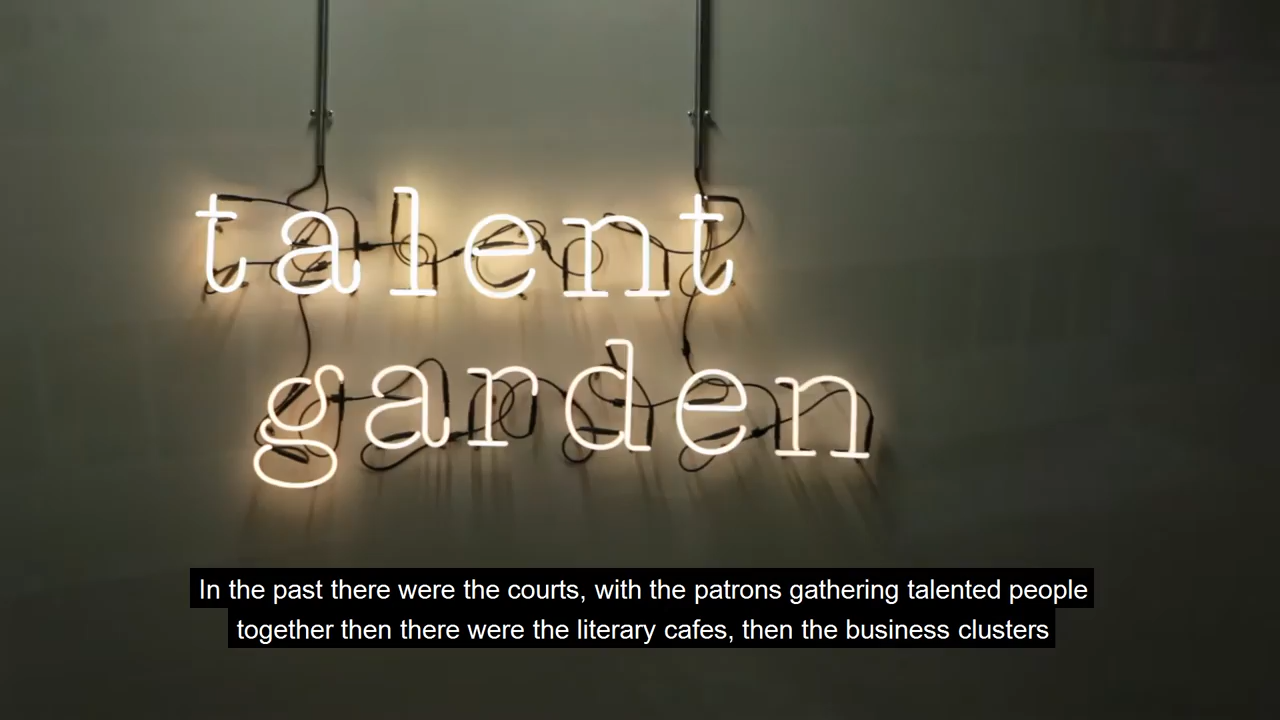 talent
garden
In the past there were the courts, with the patrons gathering talented people
together then there were the literary cafes, then the business clusters